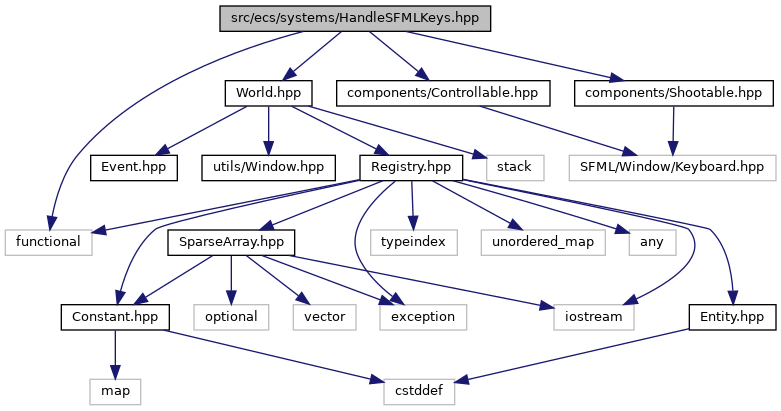 src/ecs/systems/HandleSFMLKeys.hpp
World.hpp
components/Controllable.hpp
components/Shootable.hpp
Event.hpp
utils/Window.hpp
Registry.hpp
stack
SFML/Window/Keyboard.hpp
functional
SparseArray.hpp
typeindex
unordered_map
any
Constant.hpp
optional
vector
exception
iostream
Entity.hpp
map
cstddef